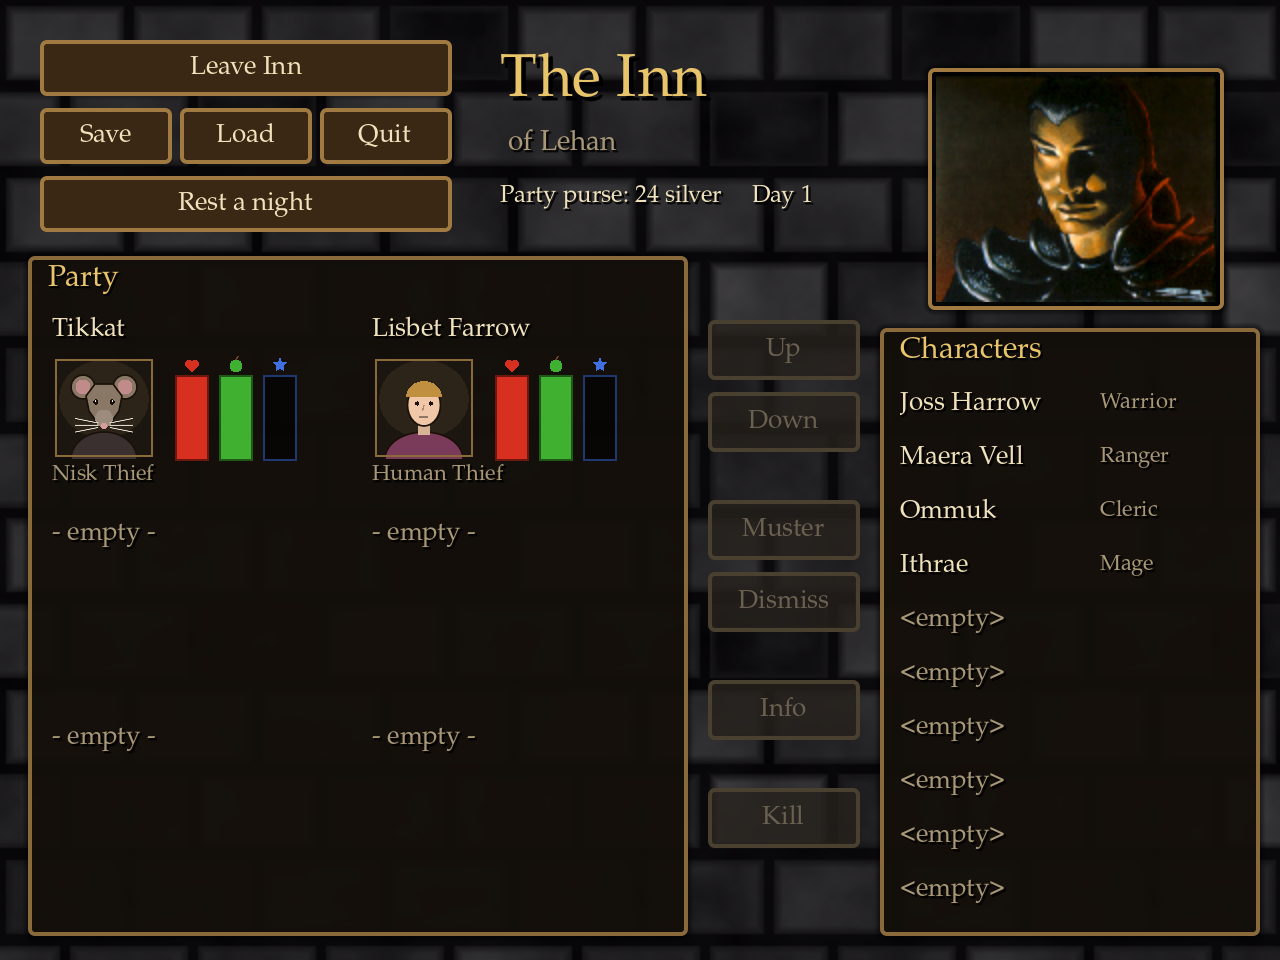 Leave Inn
Save
Load
Quit
Rest a night
The Inn
of Lehan
Party purse: 24 silver
Day 1
Party
Tikkat
Lisbet Farrow
Nisk Thief
Human Thief
- empty -
- empty -
- empty -
- empty -
Up
Down
Muster
Dismiss
Info
Kill
Characters
Joss Harrow
Warrior
Maera Vell
Ranger
Ommuk
Cleric
Ithrae
Mage
<empty>
<empty>
<empty>
<empty>
<empty>
<empty>